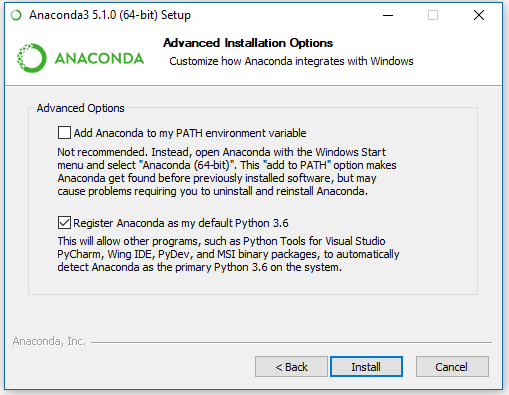 Anaconda3 5.1.0 (64-bit) Setup
ANACONDA
Advanced Installation Options
Customize how Anaconda integrates with Windows
Advanced Options
Add Anaconda to my PATH environment variable
Not recommended. Instead, open Anaconda with the Windows Start
menu and select "Anaconda (64-bit)". This "add to PATH" option makes
Anaconda get found before previously installed software, but may
cause problems requiring you to uninstall and reinstall Anaconda.
Register Anaconda as my default Python 3.6
This will allow other programs, such as Python Tools for Visual Studio
PyCharm, Wing IDE, PyDev, and MSI binary packages, to automatically
detect Anaconda as the primary Python 3.6 on the system.
Anaconda, Inc.
< Back
Install
Cancel